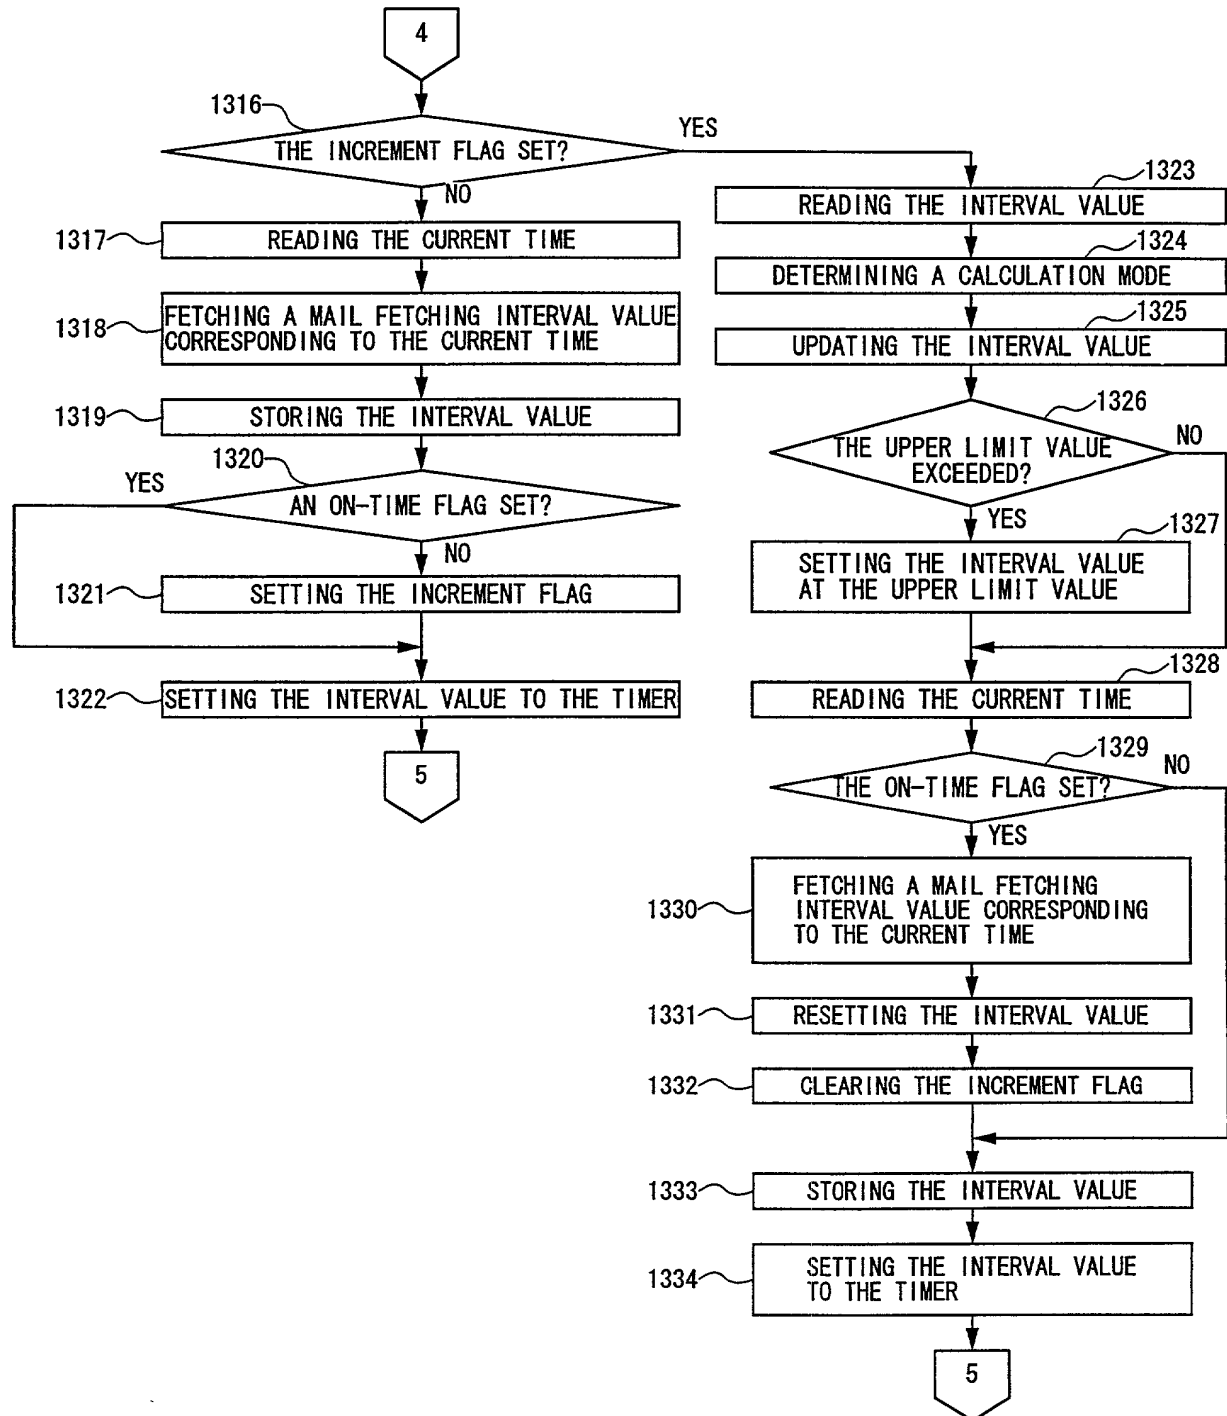 4
1316
THE INCREMENT FLAG SET?
YES
NO
1317
READING THE CURRENT TIME
1318
FETCHING A MAIL FETCHING INTERVAL VALUE
CORRESPONDING TO THE CURRENT TIME
1319
STORING THE INTERVAL VALUE
1320
YES
AN ON-TIME FLAG SET?
NO
1321
SETTING THE INCREMENT FLAG
1322
SETTING THE INTERVAL VALUE TO THE TIMER
5
1323
READING THE INTERVAL VALUE
1324
DETERMINING A CALCULATION MODE
1325
UPDATING THE INTERVAL VALUE
1326
THE UPPER LIMIT VALUE
EXCEEDED?
NO
YES
1327
SETTING THE INTERVAL VALUE
AT THE UPPER LIMIT VALUE
1328
READING THE CURRENT TIME
1329
THE ON-TIME FLAG SET?
NO
YES
1330
FETCHING A MAIL FETCHING
INTERVAL VALUE CORRESPONDING
TO THE CURRENT TIME
1331
RESETTING THE INTERVAL VALUE
1332
CLEARING THE INCREMENT FLAG
1333
STORING THE INTERVAL VALUE
1334
SETTING THE INTERVAL VALUE
TO THE TIMER
5